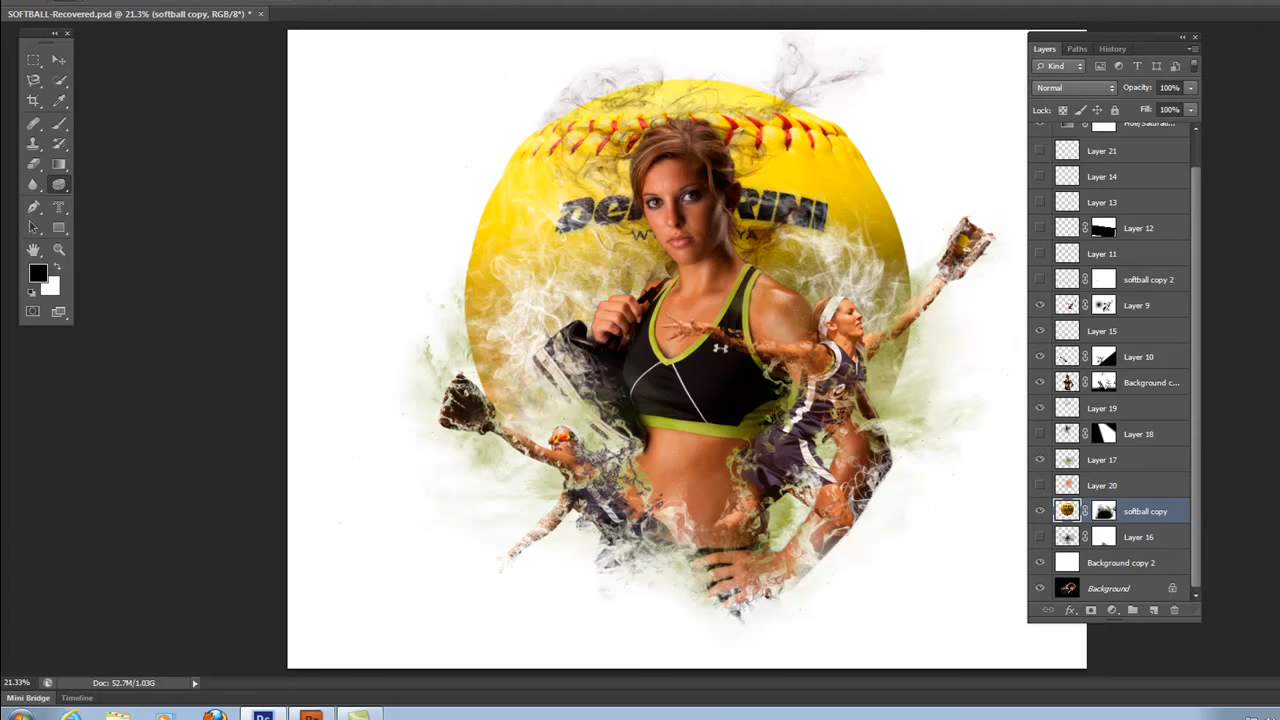 SOFTBALL-Recovered.psd @ 21.3% (softball copy, RGB/8*) *
Layers Paths History
Kind
Normal Opacity: 100%
Lock: Fill: 100%
Layer 21
Layer 14
Layer 13
Layer 12
Layer 11
softball copy 2
Layer 9
Layer 15
Layer 10
Background c...
Layer 19
Layer 18
Layer 17
Layer 20
softball copy
Layer 16
Background copy 2
Background
fx
21.33% Doc: 52.7M/1.03G
Mini Bridge Timeline
Ps